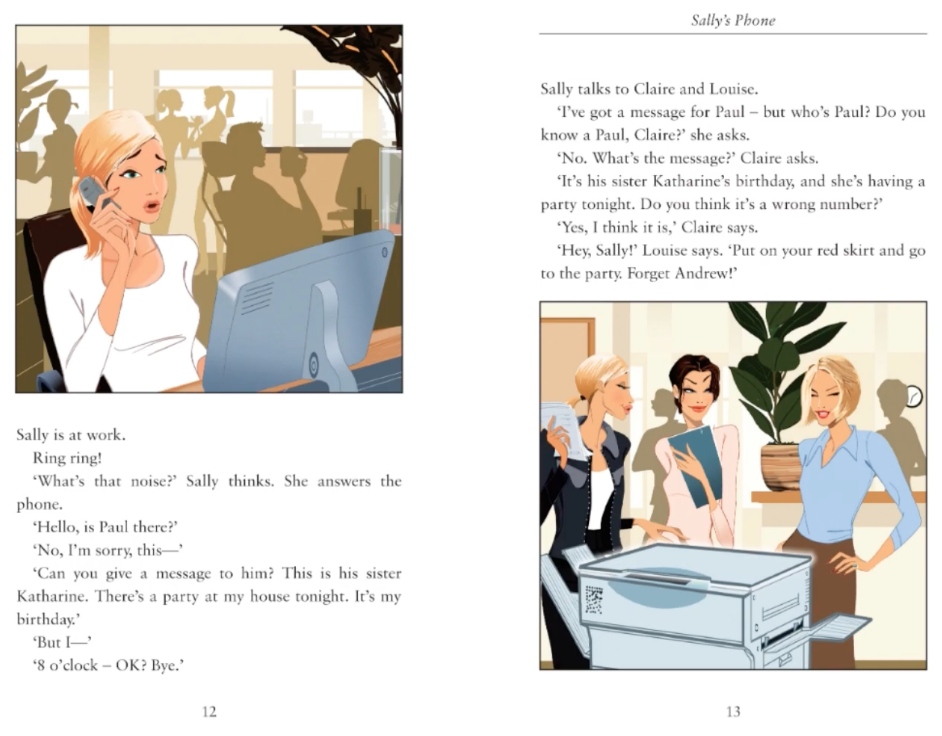 Sally is at work.
Ring ring!
‘What’s that noise?’ Sally thinks. She answers the
phone.
‘Hello, is Paul there?’
‘No, I’m sorry, this—’
‘Can you give a message to him? This is his sister
Katharine. There’s a party at my house tonight. It’s my
birthday.’
‘But I—’
‘8 o’clock – OK? Bye.’
12
Sally’s Phone
Sally talks to Claire and Louise.
‘I’ve got a message for Paul – but who’s Paul? Do you
know a Paul, Claire?’ she asks.
‘No. What’s the message?’ Claire asks.
‘It’s his sister Katharine’s birthday, and she’s having a
party tonight. Do you think it’s a wrong number?’
‘Yes, I think it is,’ Claire says.
‘Hey, Sally!’ Louise says. ‘Put on your red skirt and go
to the party. Forget Andrew!’
13